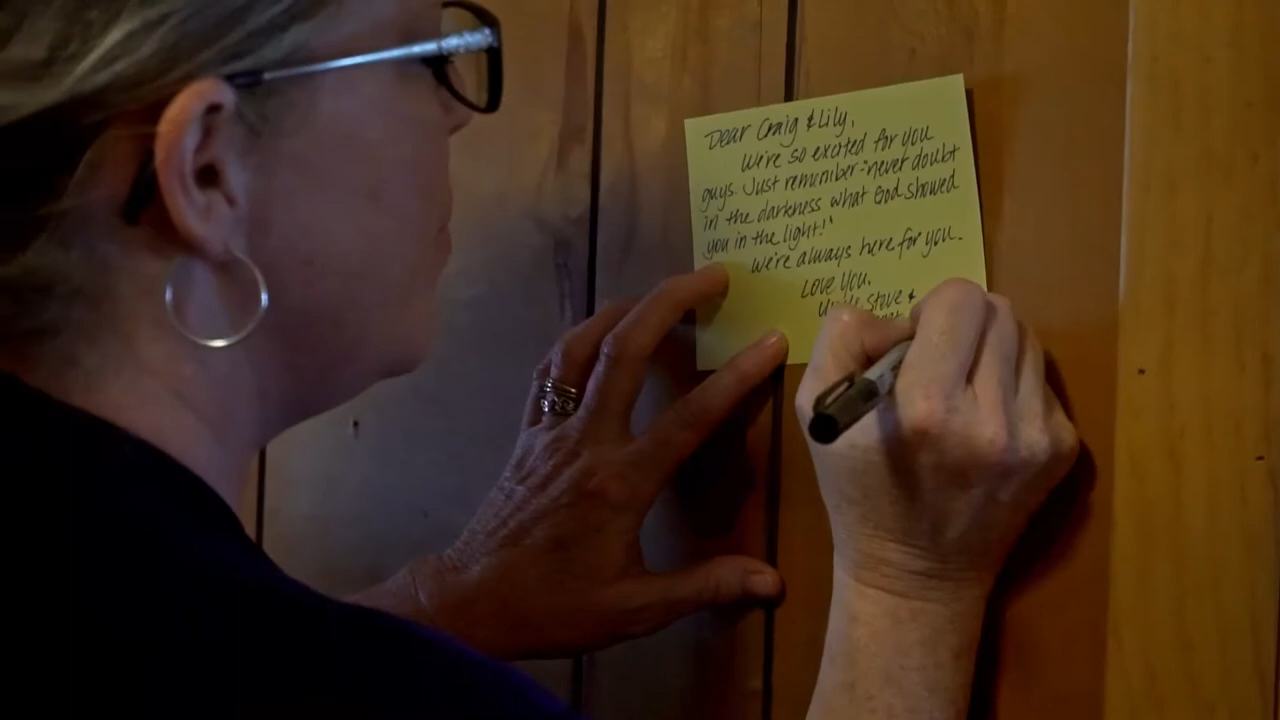 Dear Craig & Lily,
We're so excited for you
guys. Just remember-"never doubt
in the darkness what God showed
you in the light!"
We're always here for you.
Love You,
Steve &